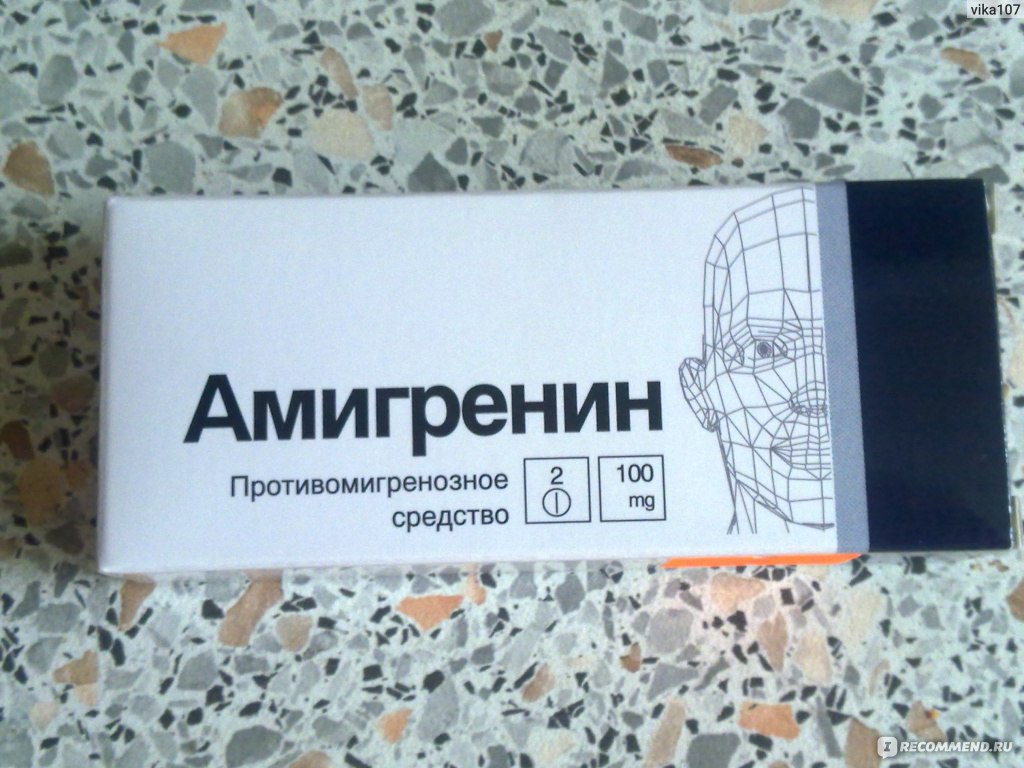 vika107
Амигренин
Противомигренозное
средство
2
100
mg
RECOMMEND.RU